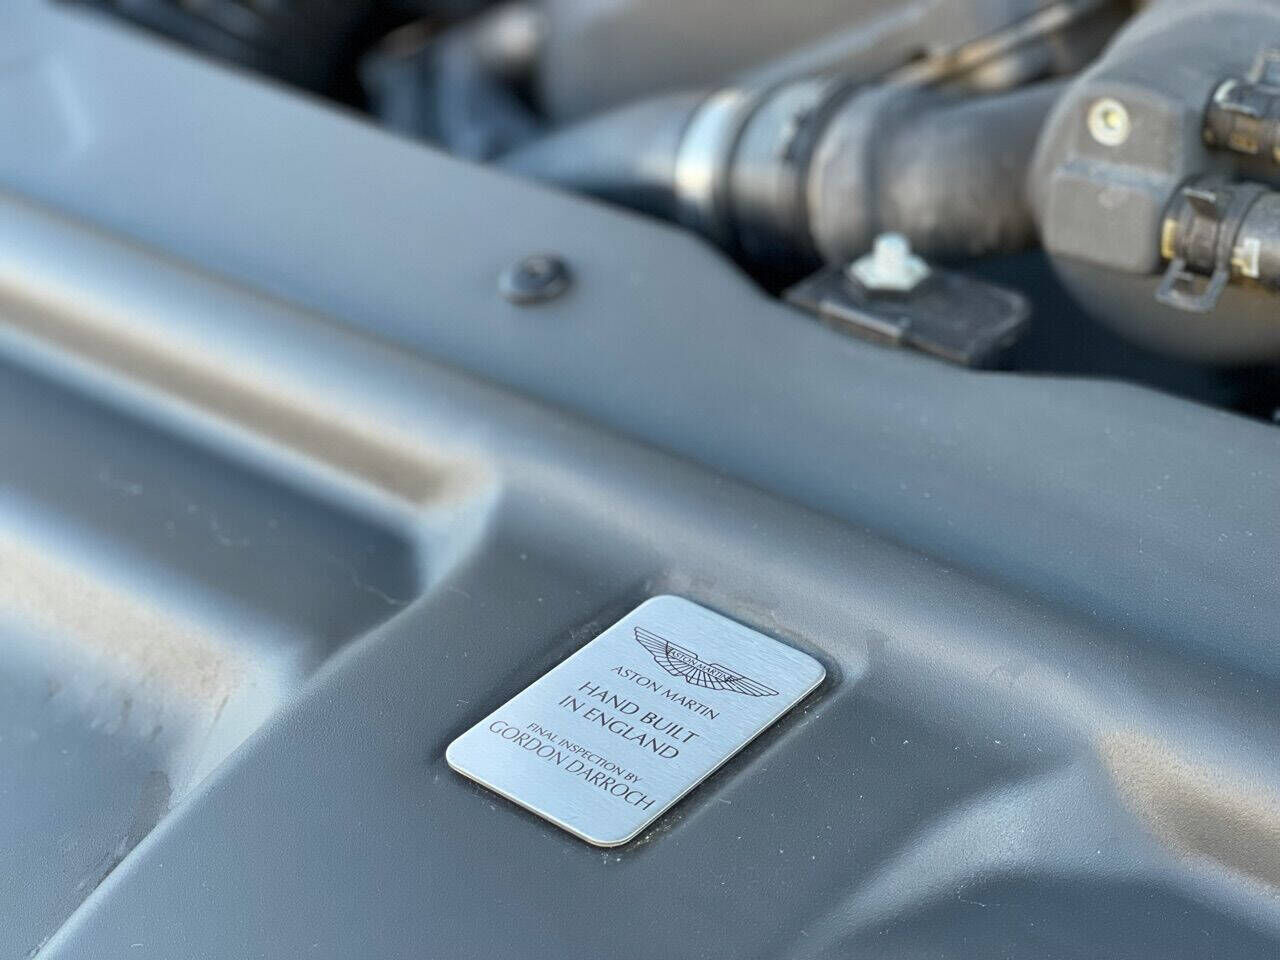 ASTON MARTIN
ASTON MARTIN
HAND BUILT
IN ENGLAND
FINAL INSPECTION BY
GORDON DARROCH